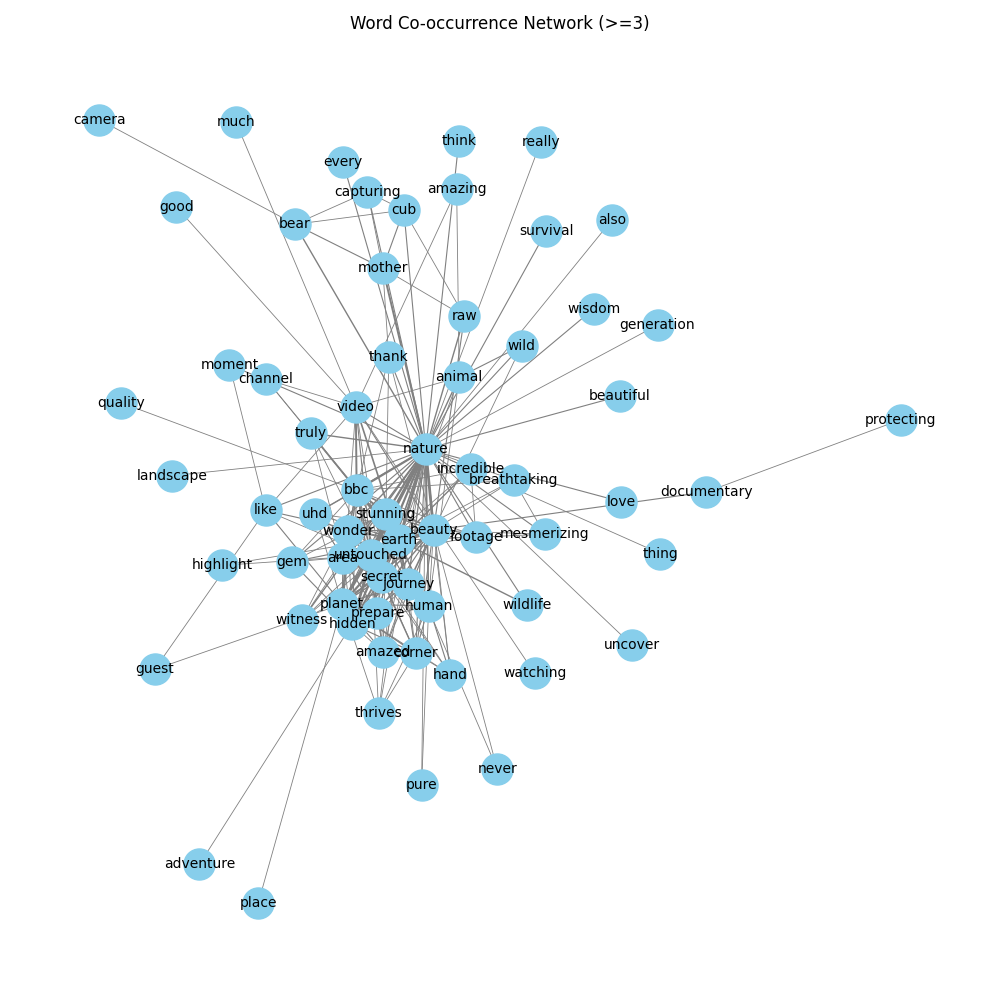 Word Co-occurrence Network (>=3)
camera
much
think
really
every
capturing
amazing
good
cub
bear
also
survival
mother
wisdom
raw
generation
wild
thank
moment
channel
animal
beautiful
quality
video
protecting
truly
nature
incredible
landscape
breathtaking
bbc
documentary
love
like
uhd
stunning
wonder
beauty
earth
footage
mesmerizing
untouched
area
thing
highlight
gem
secret
journey
planet
prepare
human
wildlife
witness
hidden
uncover
amazed
corner
guest
hand
watching
thrives
never
pure
adventure
place